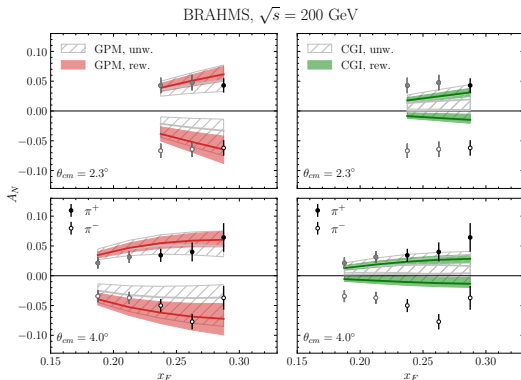 BRAHMS, √s = 200 GeV
GPM, unw.
GPM, rew.
CGI, unw.
CGI, rew.
0.10
0.05
0.00
−0.05
−0.10
θcm = 2.3°
θcm = 2.3°
A_N
π+
π−
π+
π−
0.10
0.05
0.00
−0.05
−0.10
θcm = 4.0°
θcm = 4.0°
0.15 0.20 0.25 0.30
0.15 0.20 0.25 0.30
x_F
x_F